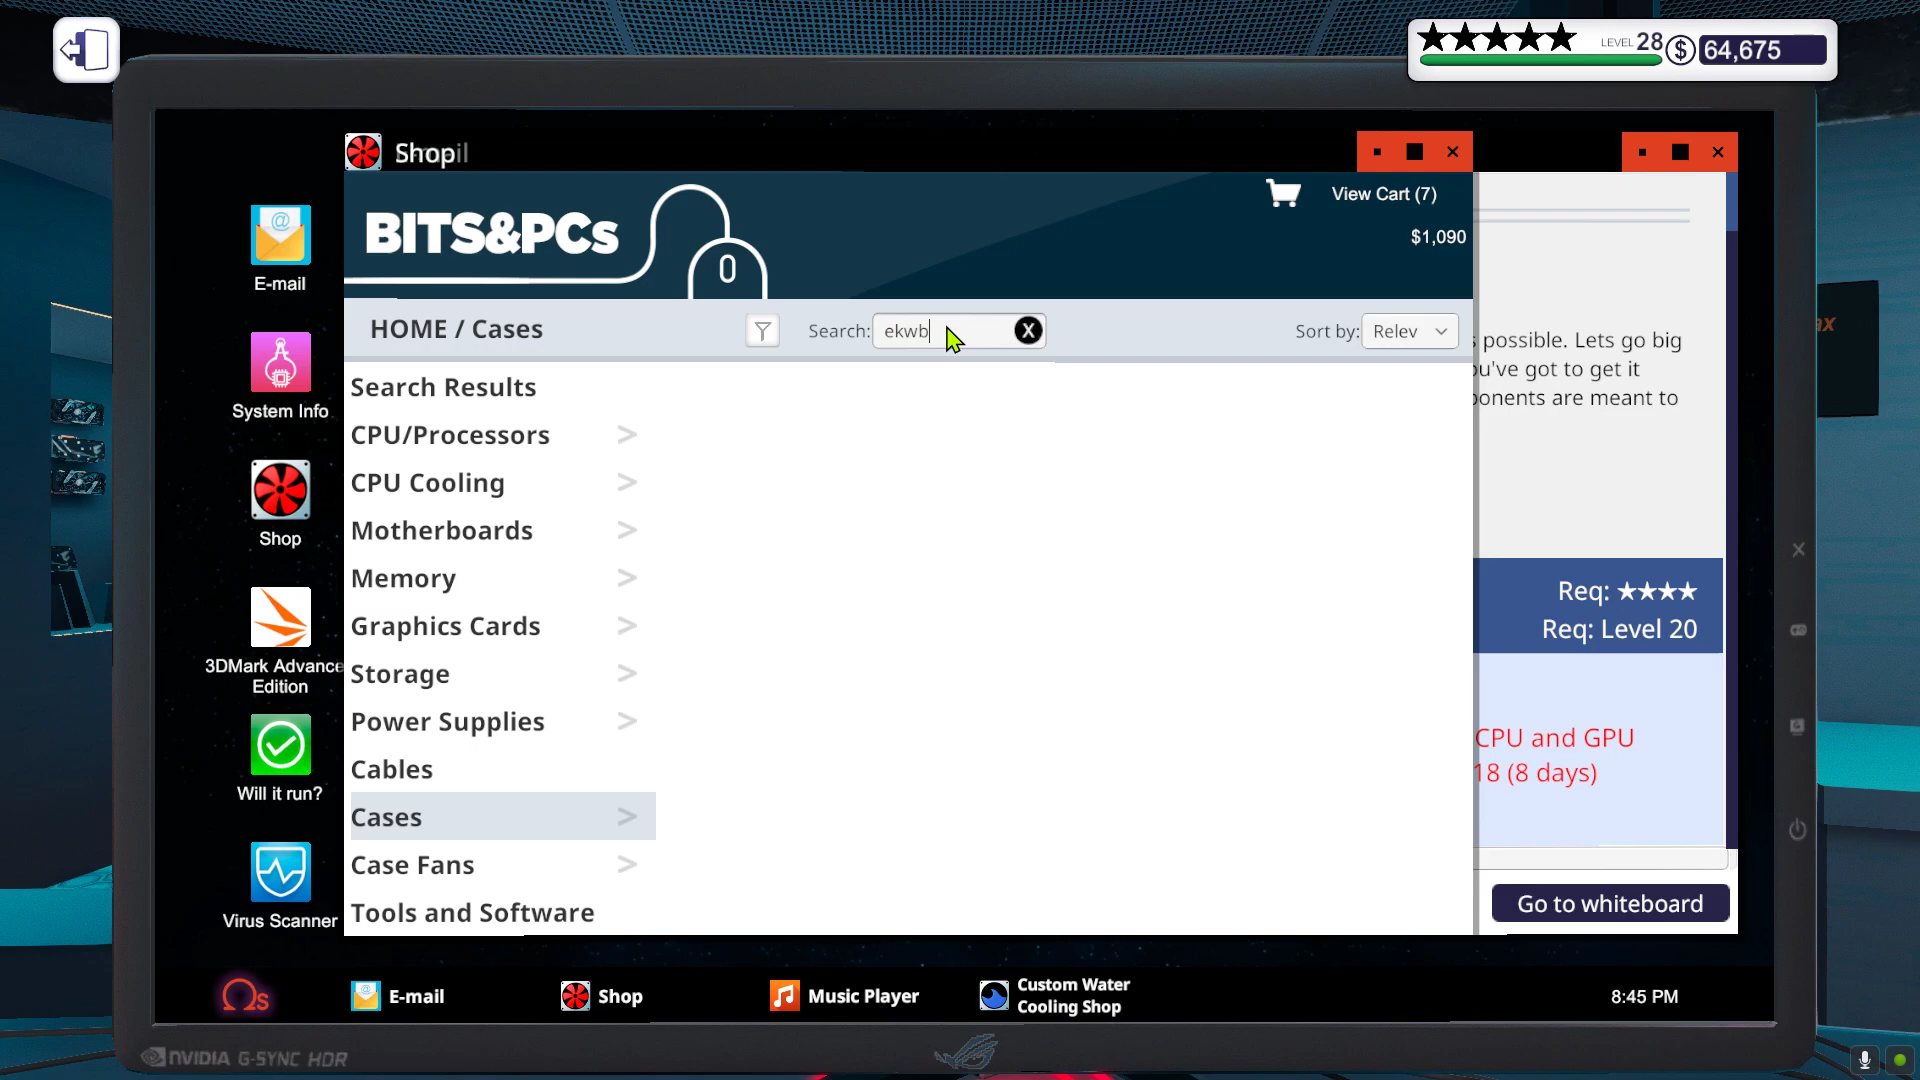 LEVEL 28
$ 64,675
Shop
View Cart (7)
BITS&PCs
$1,090
HOME / Cases
Search:
ekwb
X
Sort by:
Relev
Search Results
CPU/Processors >
CPU Cooling >
Motherboards >
Memory >
Graphics Cards >
Storage >
Power Supplies >
Cables
Cases >
Case Fans >
Tools and Software
E-mail
System Info
Shop
3DMark Advance
Edition
Will it run?
Virus Scanner
possible. Lets go big
ou've got to get it
ponents are meant to
Req: ★★★★
Req: Level 20
CPU and GPU
18 (8 days)
Go to whiteboard
E-mail
Shop
Music Player
Custom Water
Cooling Shop
8:45 PM
NVIDIA G-SYNC HDR